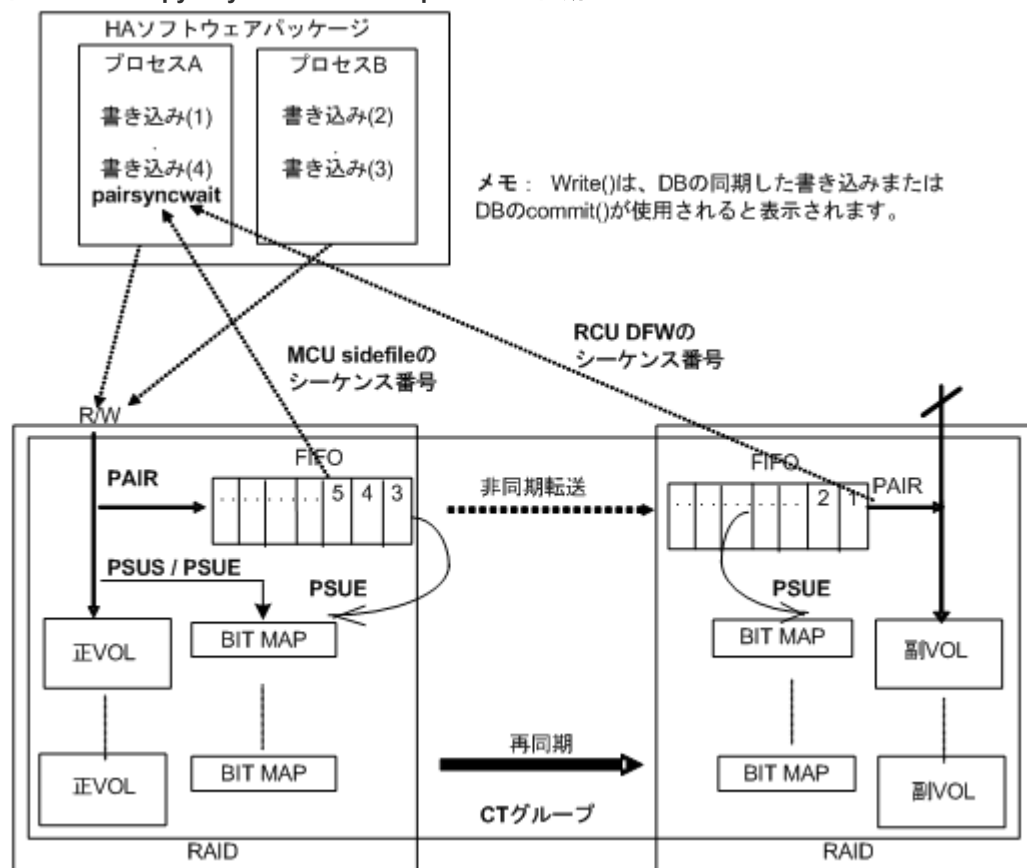 HAソフトウェアパッケージ
プロセスA
プロセスB
書き込み(1)
書き込み(2)
書き込み(4)
書き込み(3)
pairsyncwait
メモ： Write()は、DBの同期した書き込みまたは
DBのcommit()が使用されると表示されます。
RCU DFWの
シーケンス番号
MCU sidefileの
シーケンス番号
R/W
FIFO
FIFO
PAIR
5 4 3
非同期転送
2 1
PAIR
PSUS / PSUE
PSUE
PSUE
正VOL
BIT MAP
BIT MAP
副VOL
再同期
正VOL
BIT MAP
BIT MAP
副VOL
CTグループ
RAID
RAID